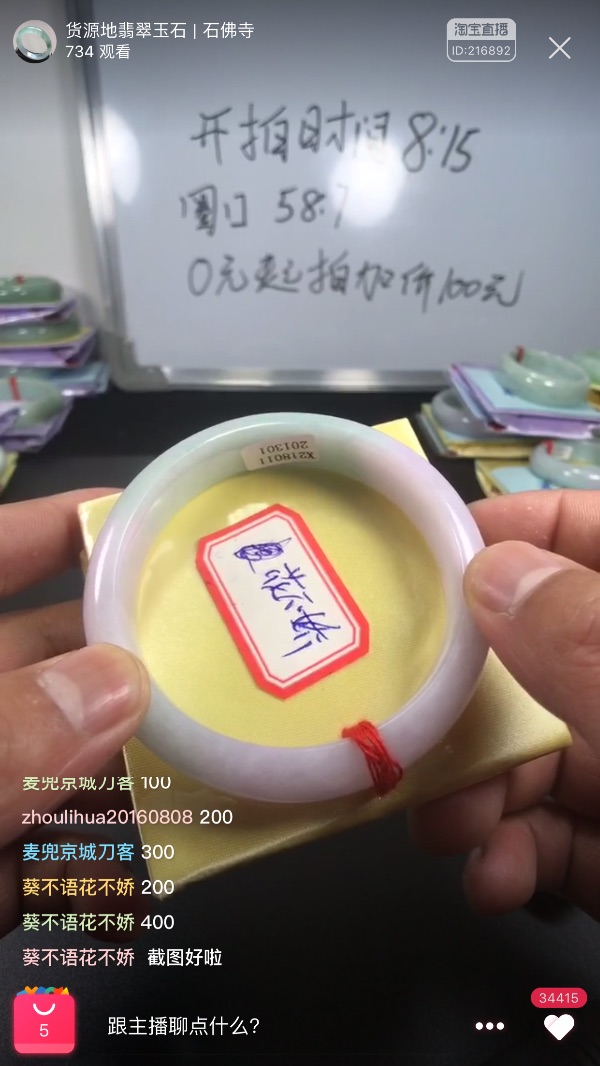 货源地翡翠玉石 | 石佛寺
734 观看
淘宝直播
ID:216892
开拍时间 8:15
圈口 58.7
0元起拍加价100元
X218011
201301
花不娇
麦兜京城刀客 100
zhoulihua20160808 200
麦兜京城刀客 300
葵不语花不娇 200
葵不语花不娇 400
葵不语花不娇 截图好啦
5
跟主播聊点什么?
34415